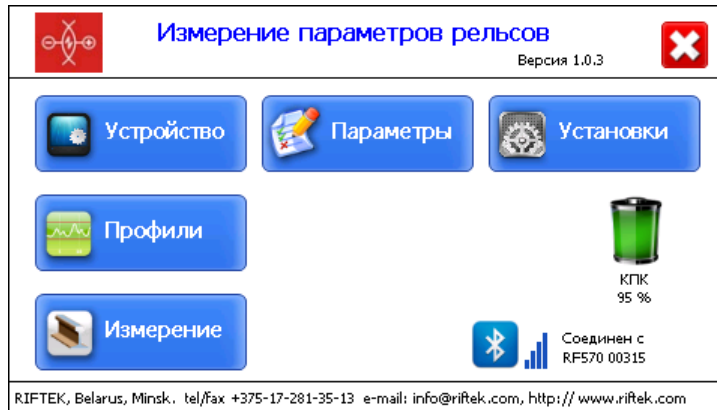 Измерение параметров рельсов
Версия 1.0.3
Устройство
Параметры
Установки
Профили
КПК
95 %
Измерение
Соединен с
RF570 00315
RIFTEK, Belarus, Minsk. tel/fax +375-17-281-35-13 e-mail: info@riftek.com, http:// www.riftek.com